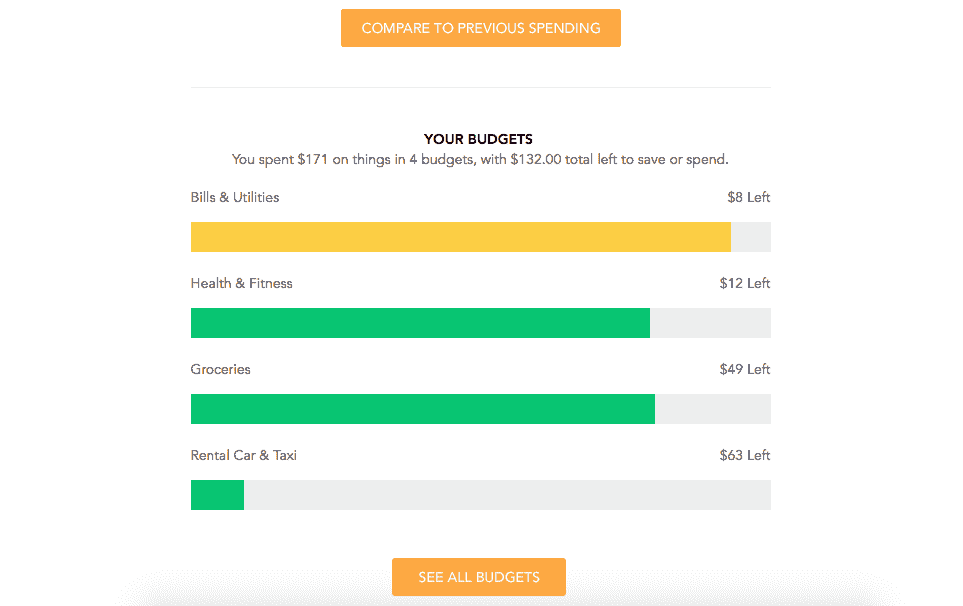 COMPARE TO PREVIOUS SPENDING
YOUR BUDGETS
You spent $171 on things in 4 budgets, with $132.00 total left to save or spend.
Bills & Utilities $8 Left
Health & Fitness $12 Left
Groceries $49 Left
Rental Car & Taxi $63 Left
SEE ALL BUDGETS